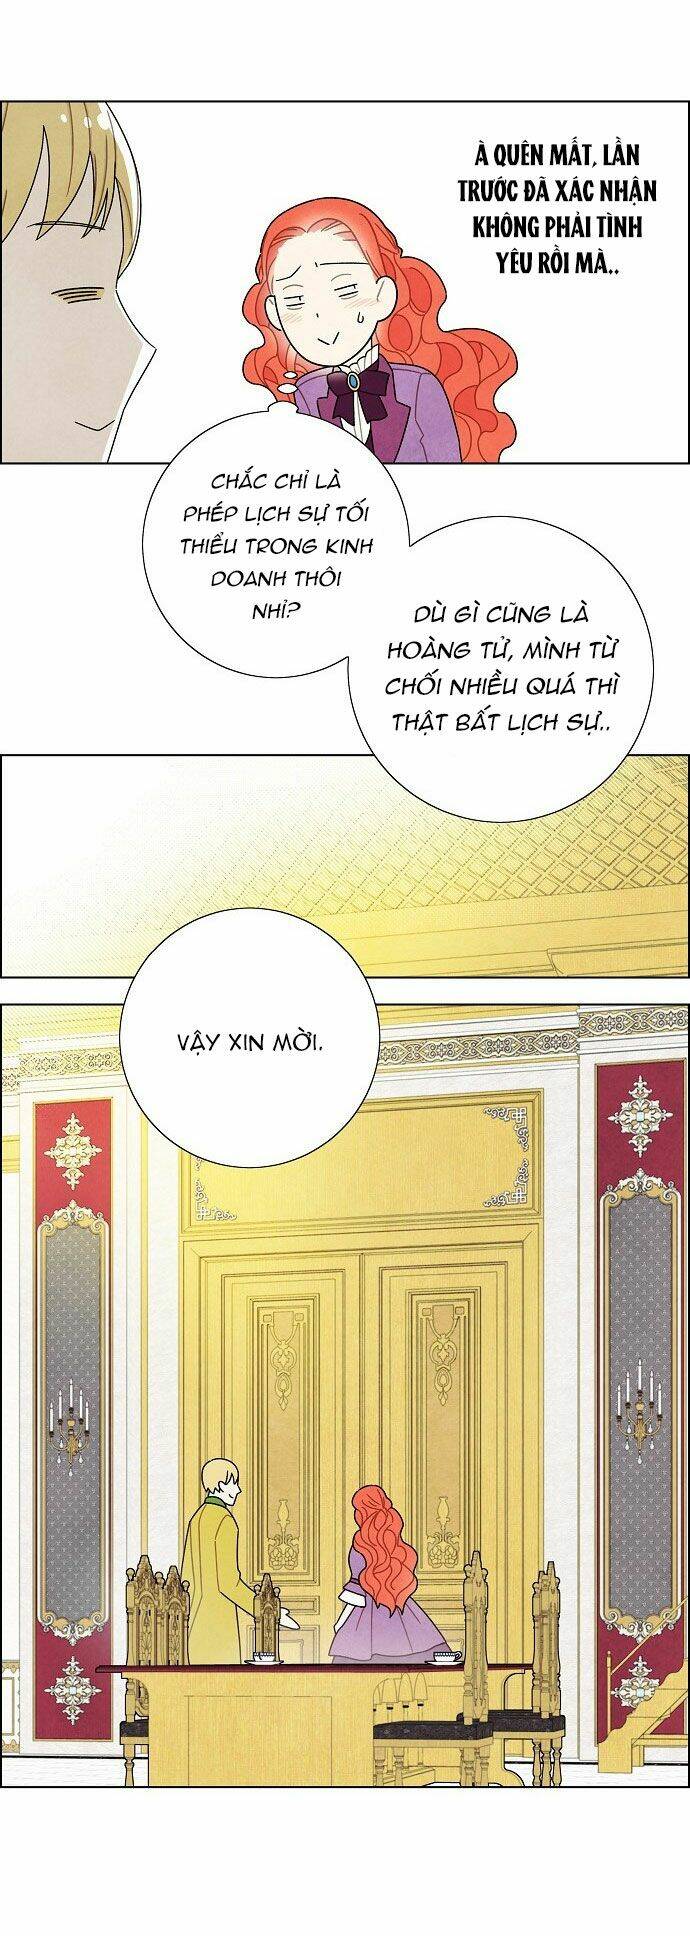 À QUÊN MẤT, LẦN
TRƯỚC ĐÃ XÁC NHẬN
KHÔNG PHẢI TÌNH
YÊU RỒI MÀ..
CHẮC CHỈ LÀ
PHÉP LỊCH SỰ TỐI
THIỂU TRONG KINH
DOANH THÔI
NHỈ?
DÙ GÌ CŨNG LÀ
HOÀNG TỬ, MÌNH TỪ
CHỐI NHIỀU QUÁ THÌ
THẬT BẤT LỊCH SỰ..
VẬY XIN MỜI.